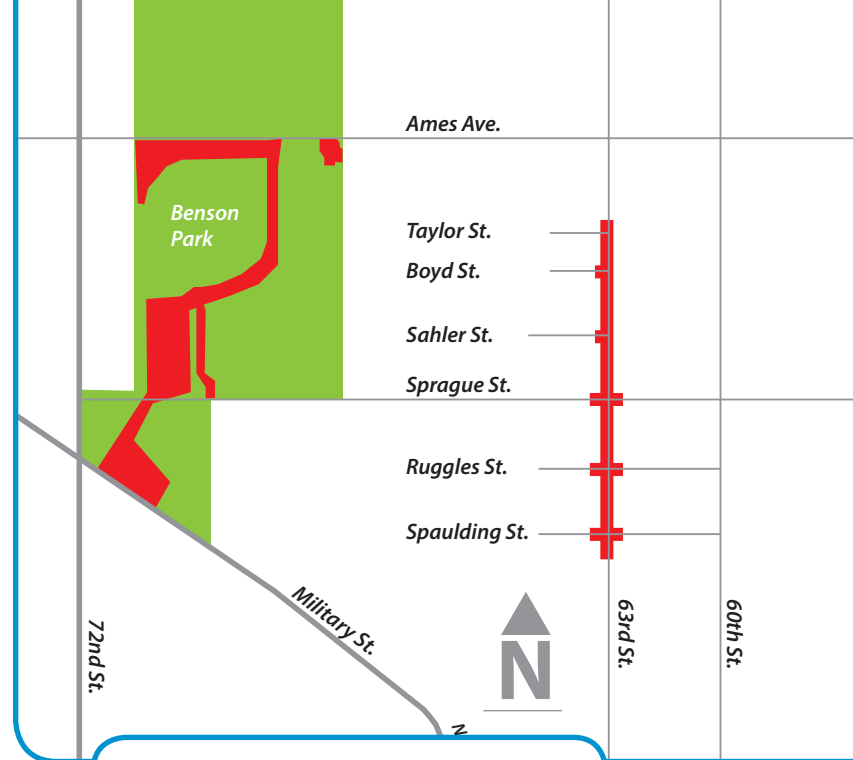 Ames Ave.
Benson
Park
Taylor St.
Boyd St.
Sahler St.
Sprague St.
Ruggles St.
Spaulding St.
Military St.
72nd St.
63rd St.
60th St.
N
N